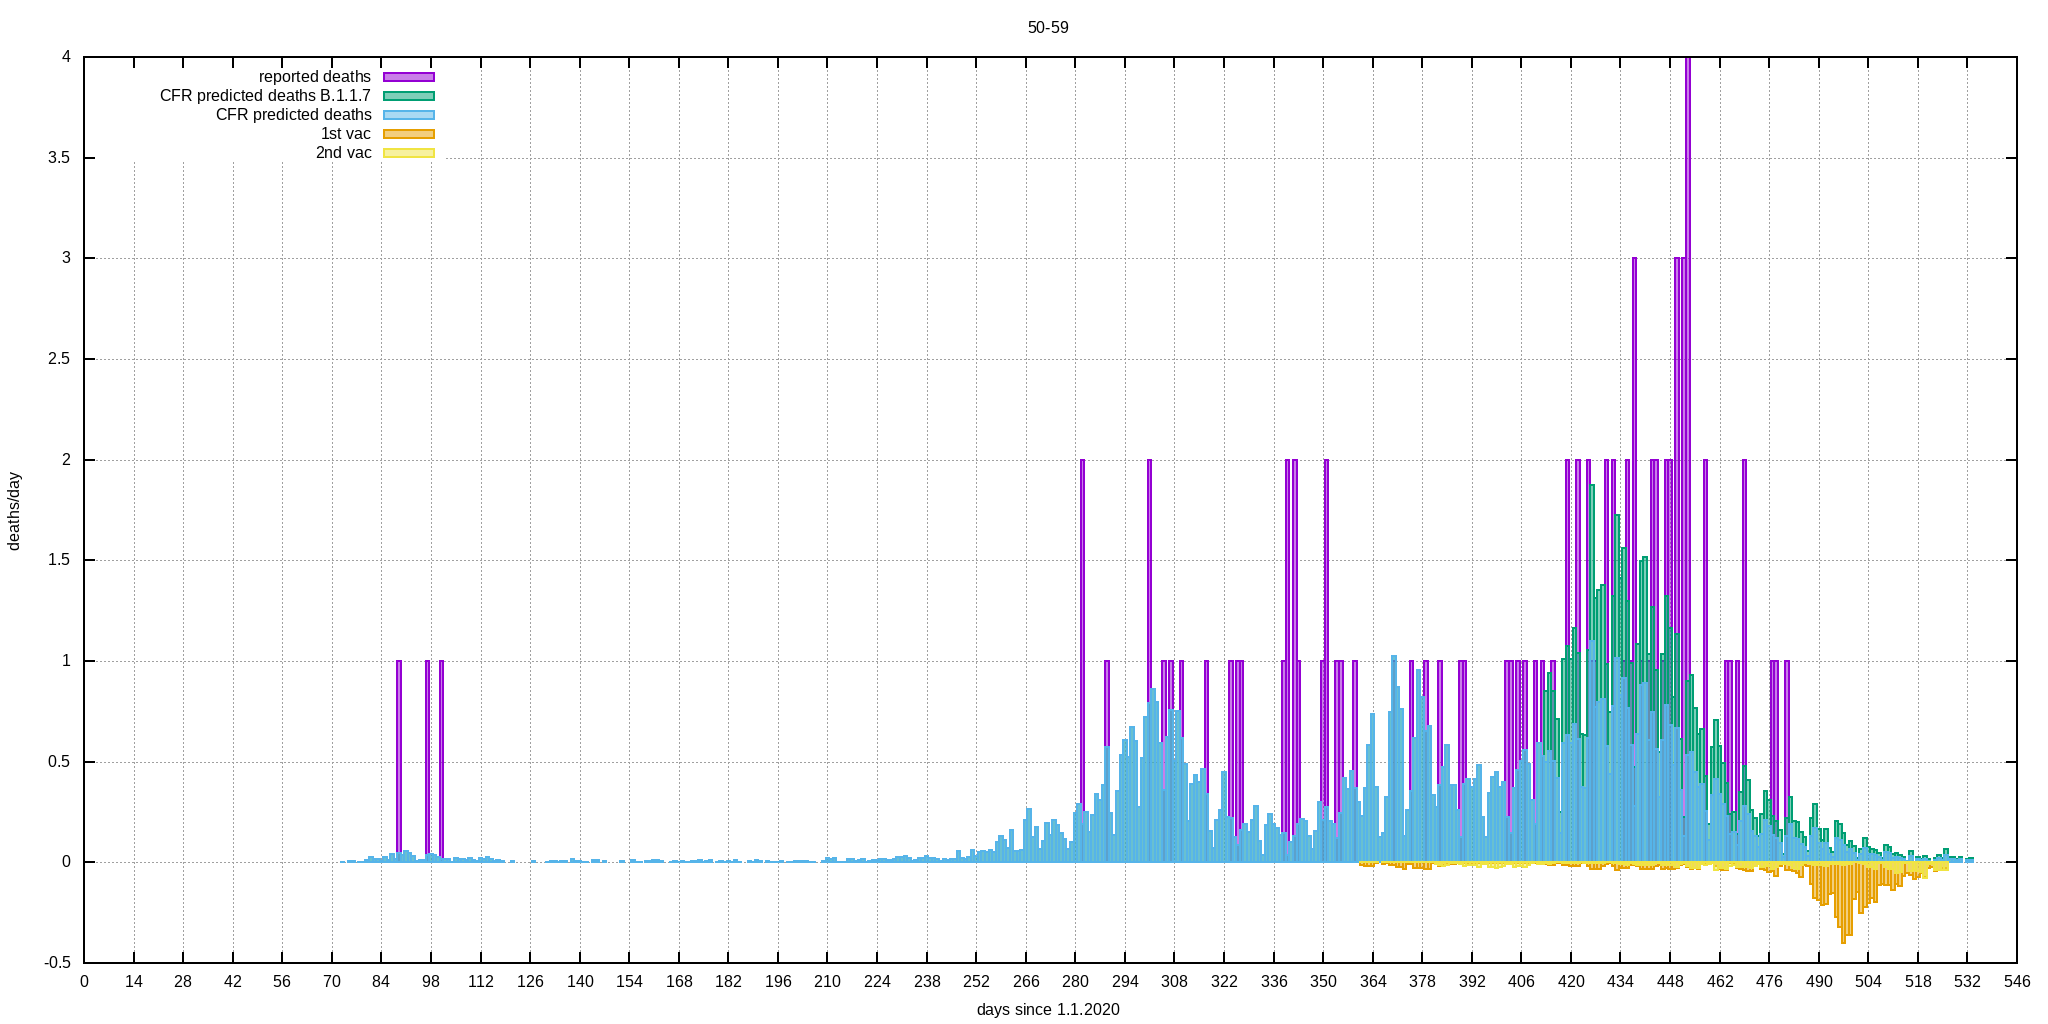 50-59
reported deaths
CFR predicted deaths B.1.1.7
CFR predicted deaths
1st vac
2nd vac
4
3.5
3
2.5
2
1.5
1
0.5
0
-0.5
deaths/day
0 14 28 42 56 70 84 98 112 126 140 154 168 182 196 210 224 238 252 266 280 294 308 322 336 350 364 378 392 406 420 434 448 462 476 490 504 518 532 546
days since 1.1.2020